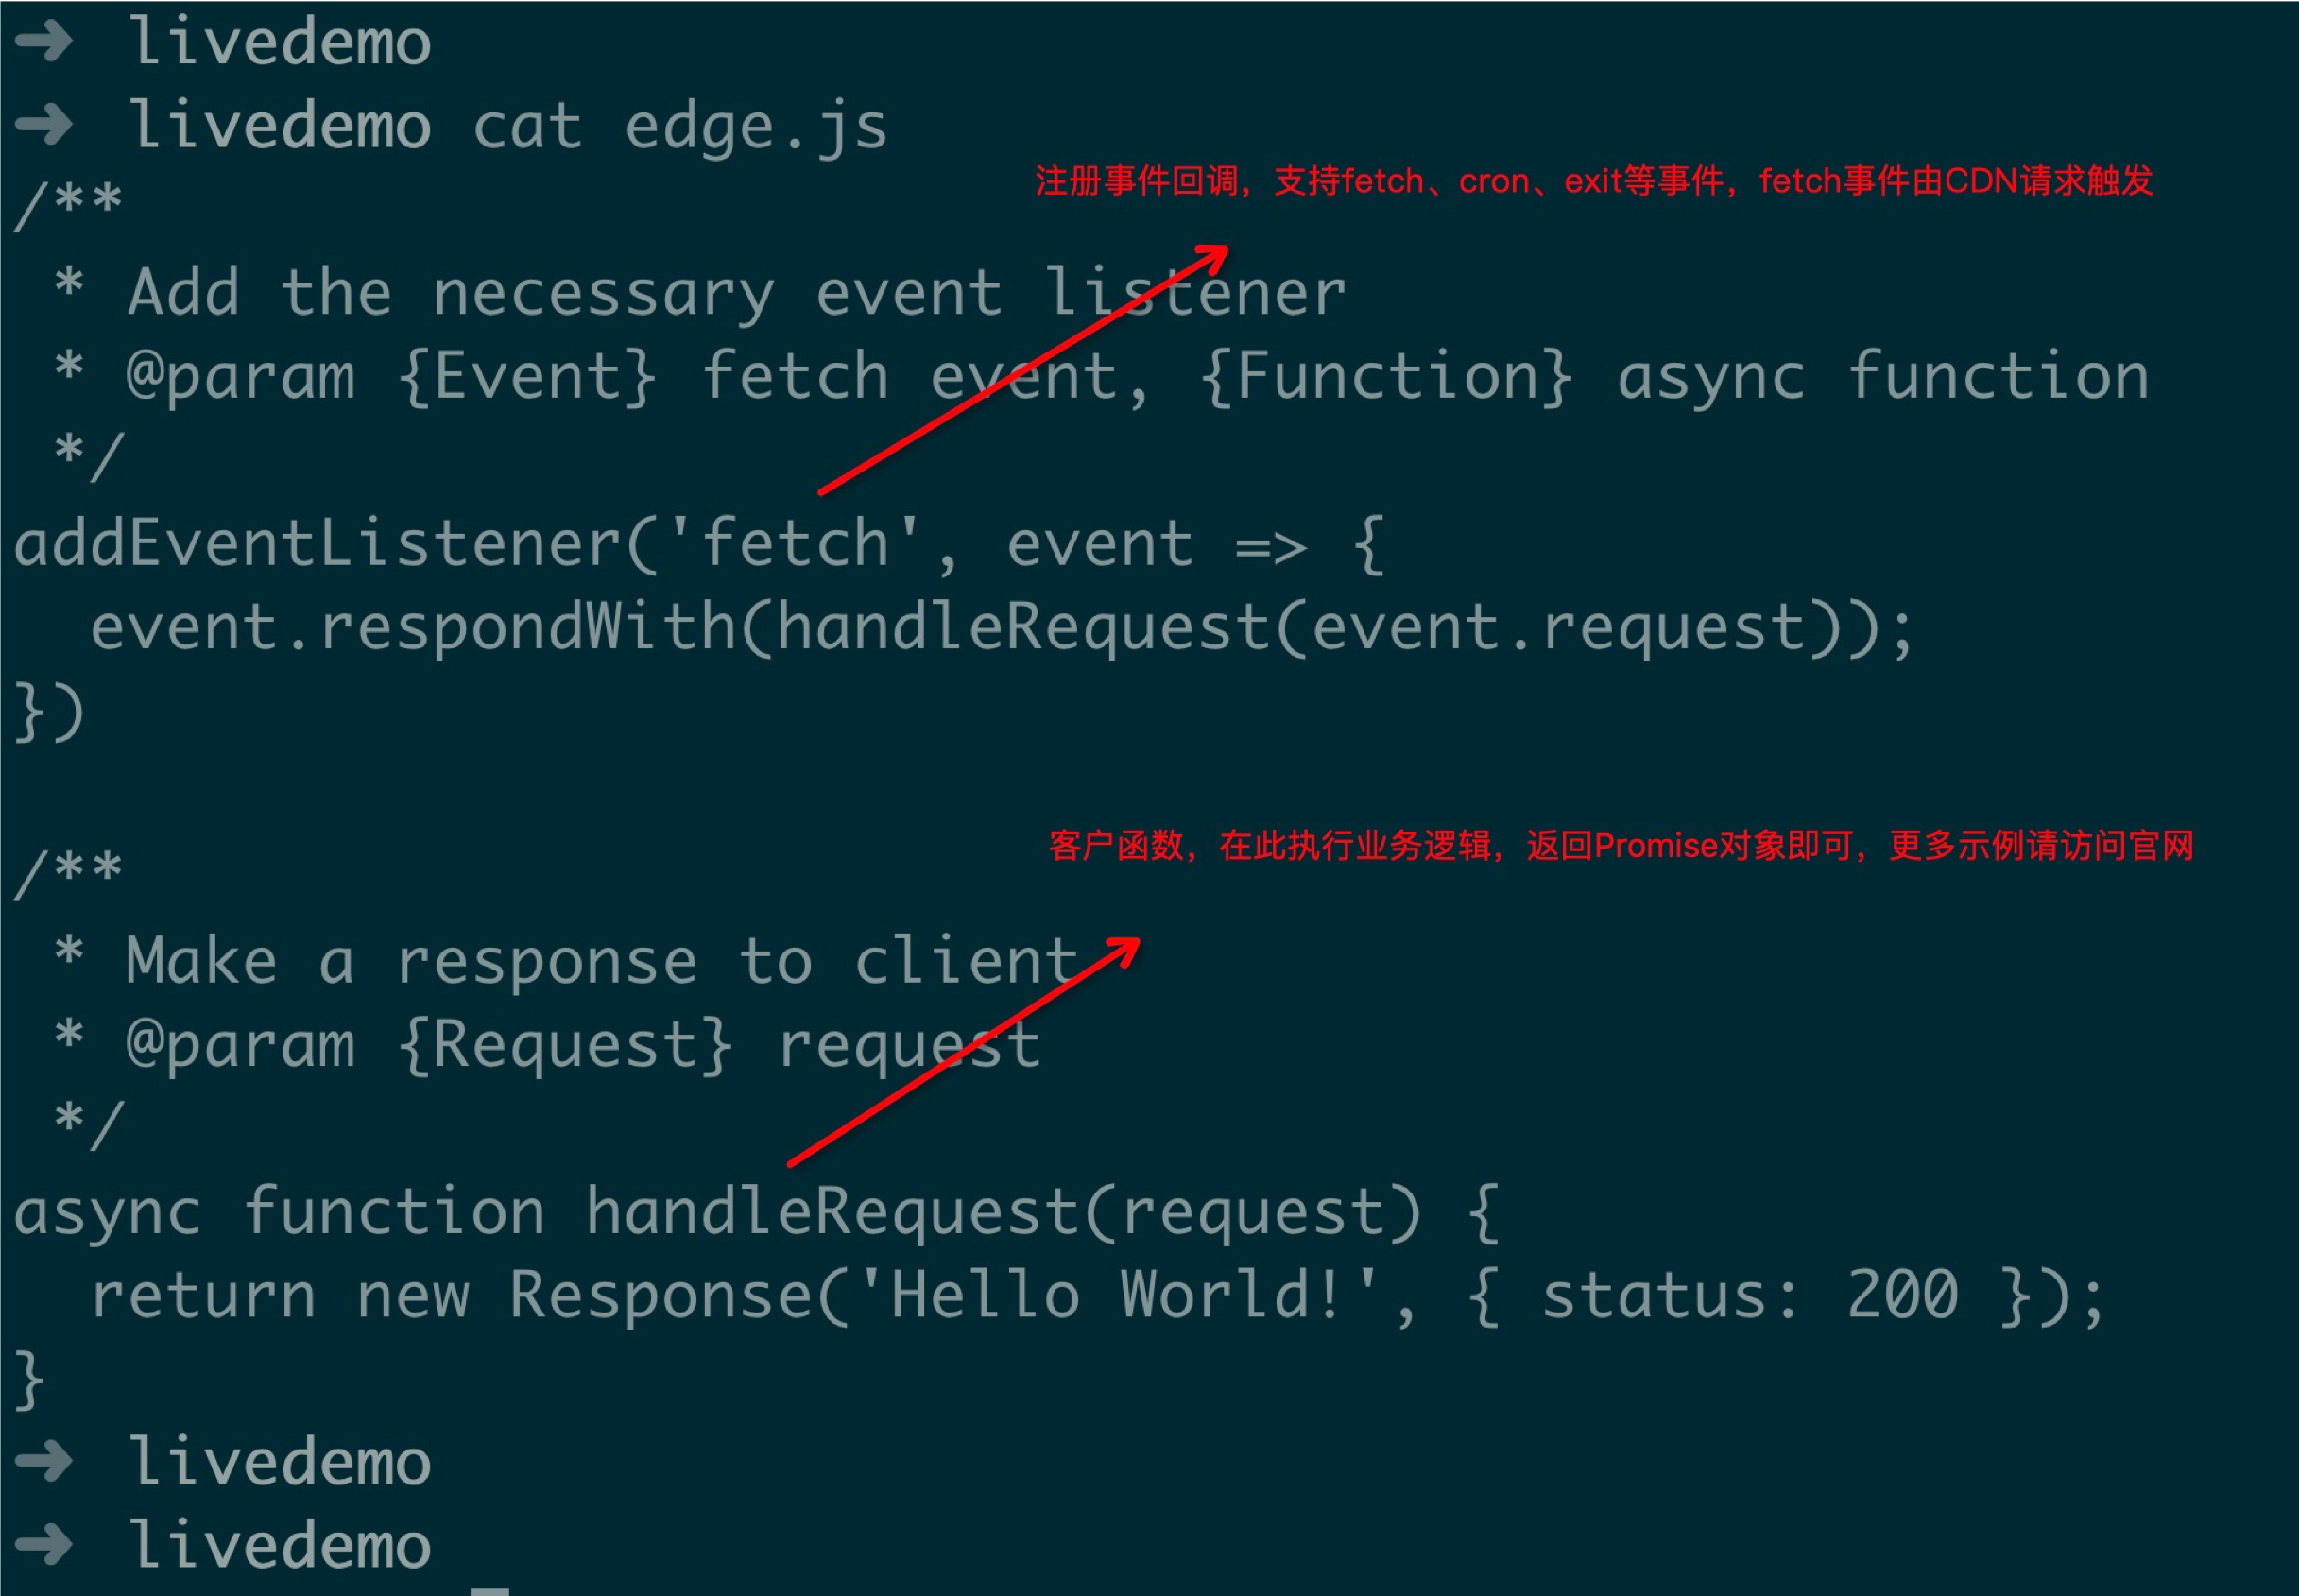 ➜ livedemo
➜ livedemo cat edge.js
注册事件回调，支持fetch、cron、exit等事件，fetch事件由CDN请求触发
/**
 * Add the necessary event listener
 * @param {Event} fetch event, {Function} async function
 */
addEventListener('fetch', event => {
  event.respondWith(handleRequest(event.request));
})
客户函数，在此执行业务逻辑，返回Promise对象即可，更多示例请访问官网
/**
 * Make a response to client
 * @param {Request} request
 */
async function handleRequest(request) {
  return new Response('Hello World!', { status: 200 });
}
➜ livedemo
➜ livedemo